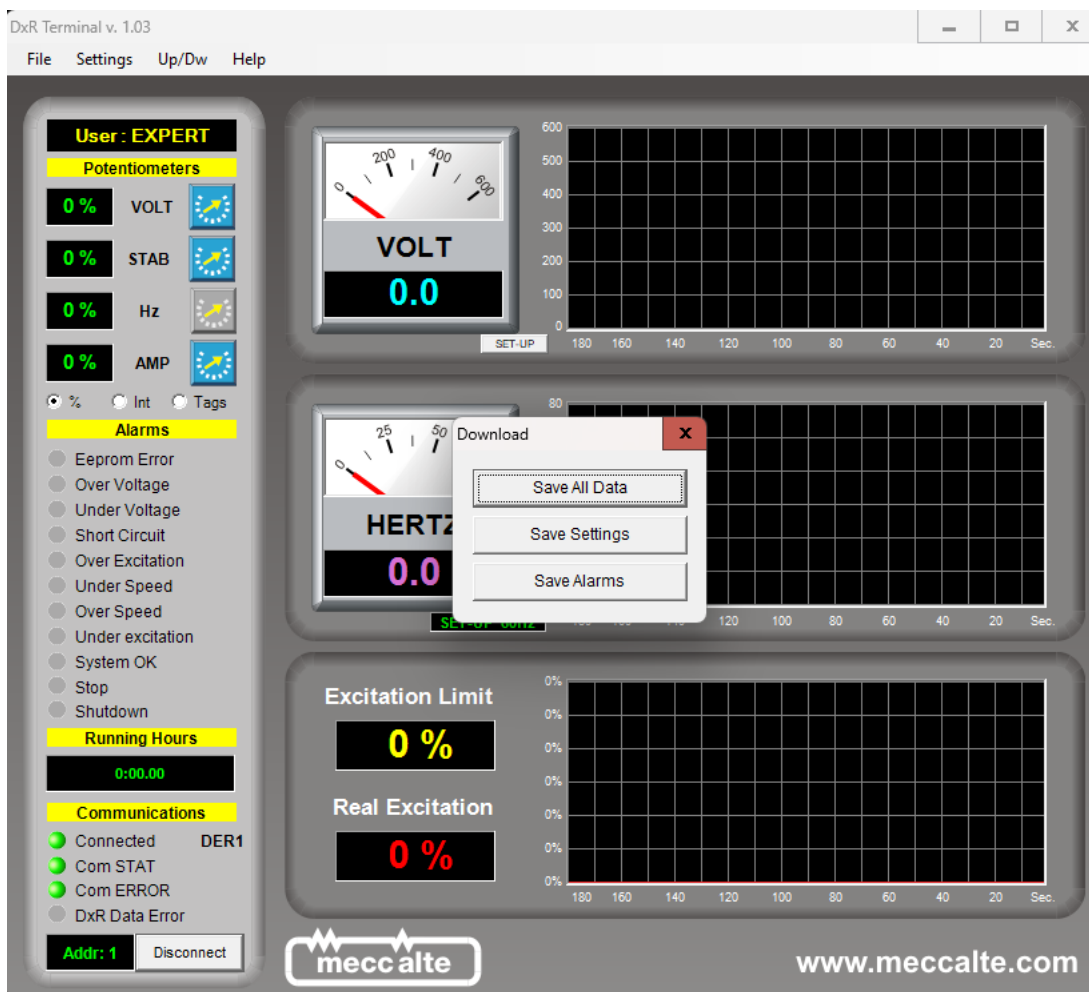 DxR Terminal v. 1.03
File Settings Up/Dw Help
User : EXPERT
Potentiometers
0 % VOLT
0 % STAB
0 % Hz
0 % AMP
% Int Tags
Alarms
Eeprom Error
Over Voltage
Under Voltage
Short Circuit
Over Excitation
Under Speed
Over Speed
Under excitation
System OK
Stop
Shutdown
Running Hours
0:00.00
Communications
Connected DER1
Com STAT
Com ERROR
DxR Data Error
Addr: 1 Disconnect
0 200 400 600
VOLT
0.0
SET-UP
600
500
400
300
200
100
0
180 160 140 120 100 80 60 40 20 Sec.
0 25 50
HERTZ
0.0
80
120 100 80 60 40 20 Sec.
Download X
Save All Data
Save Settings
Save Alarms
Excitation Limit
0 %
Real Excitation
0 %
0%
0%
0%
0%
0%
0%
0%
180 160 140 120 100 80 60 40 20 Sec.
meccalte
www.meccalte.com